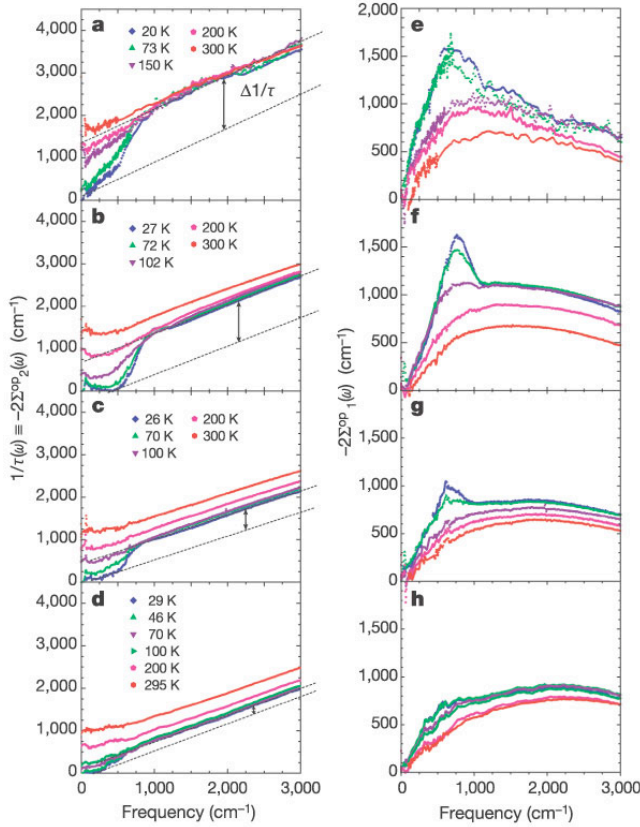 a
20 K 200 K
73 K 300 K
150 K
Δ1/τ
4,000
3,000
2,000
1,000
0
b
27 K 200 K
72 K 300 K
102 K
4,000
3,000
2,000
1,000
0
c
26 K 200 K
70 K 300 K
100 K
4,000
3,000
2,000
1,000
0
d
29 K
46 K
70 K
100 K
200 K
295 K
4,000
3,000
2,000
1,000
0
0 1,000 2,000 3,000
Frequency (cm⁻¹)
1/τ(ω) ≡ −2Σᵒᵖ₂(ω) (cm⁻¹)
e
2,000
1,500
1,000
500
0
f
1,500
1,000
500
0
g
1,500
1,000
500
0
h
1,500
1,000
500
0
0 1,000 2,000 3,000
Frequency (cm⁻¹)
−2Σᵒᵖ₁(ω) (cm⁻¹)